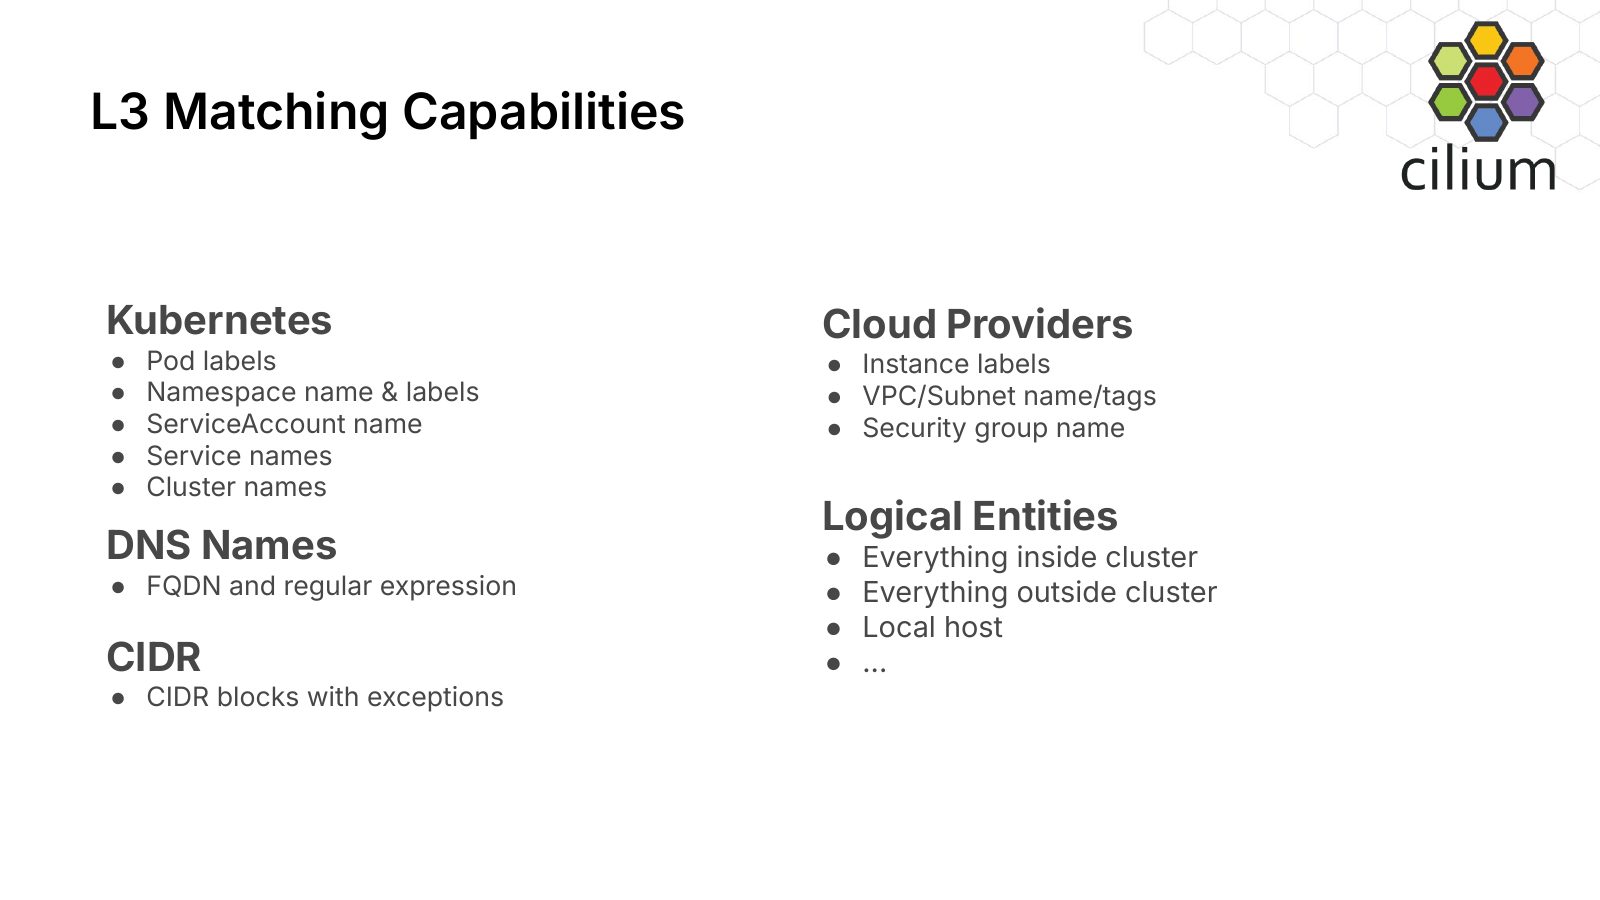 L3 Matching Capabilities
cilium
Kubernetes
● Pod labels
● Namespace name & labels
● ServiceAccount name
● Service names
● Cluster names
DNS Names
● FQDN and regular expression
CIDR
● CIDR blocks with exceptions
Cloud Providers
● Instance labels
● VPC/Subnet name/tags
● Security group name
Logical Entities
● Everything inside cluster
● Everything outside cluster
● Local host
● ...